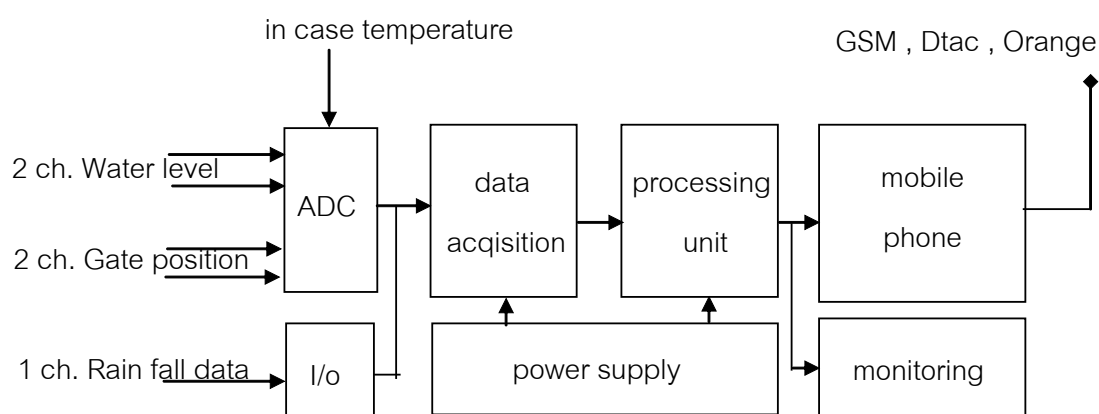 in case temperature
GSM , Dtac , Orange
2 ch. Water level
ADC
data
acqisition
processing
unit
mobile
phone
2 ch. Gate position
1 ch. Rain fall data
I/o
power supply
monitoring